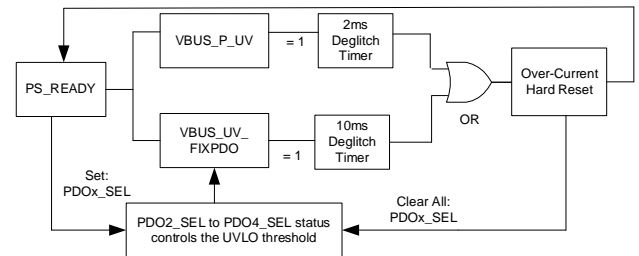 VBUS_P_UV
= 1
2ms
Deglitch
Timer
PS_READY
Over-Current
Hard Reset
OR
VBUS_UV_
FIXPDO
= 1
10ms
Deglitch
Timer
Set:
PDOx_SEL
Clear All:
PDOx_SEL
PDO2_SEL to PDO4_SEL status
controls the UVLO threshold